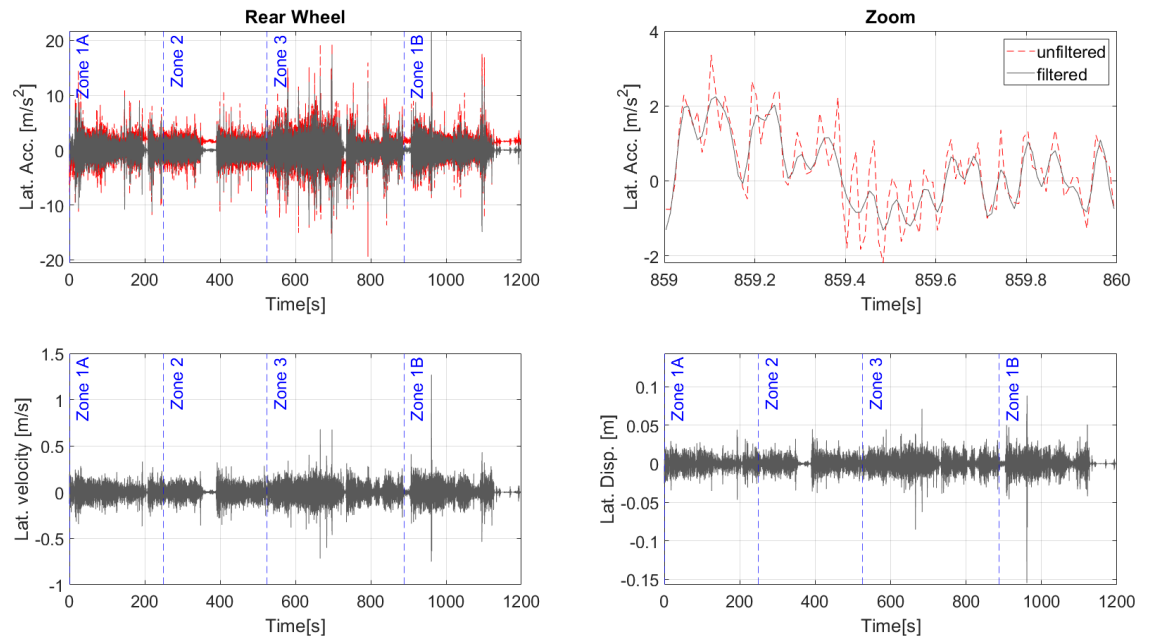 Rear Wheel
20
10
0
-10
-20
Lat. Acc. [m/s²]
Zone 1A
Zone 2
Zone 3
Zone 1B
0
200
400
600
800
1000
1200
Time[s]
Zoom
4
2
0
-2
Lat. Acc. [m/s²]
unfiltered
filtered
859
859.2
859.4
859.6
859.8
860
Time[s]
1.5
1
0.5
0
-0.5
-1
Lat. velocity [m/s]
Zone 1A
Zone 2
Zone 3
Zone 1B
0
200
400
600
800
1000
1200
Time[s]
0.1
0.05
0
-0.05
-0.1
-0.15
Lat. Disp. [m]
Zone 1A
Zone 2
Zone 3
Zone 1B
0
200
400
600
800
1000
1200
Time[s]